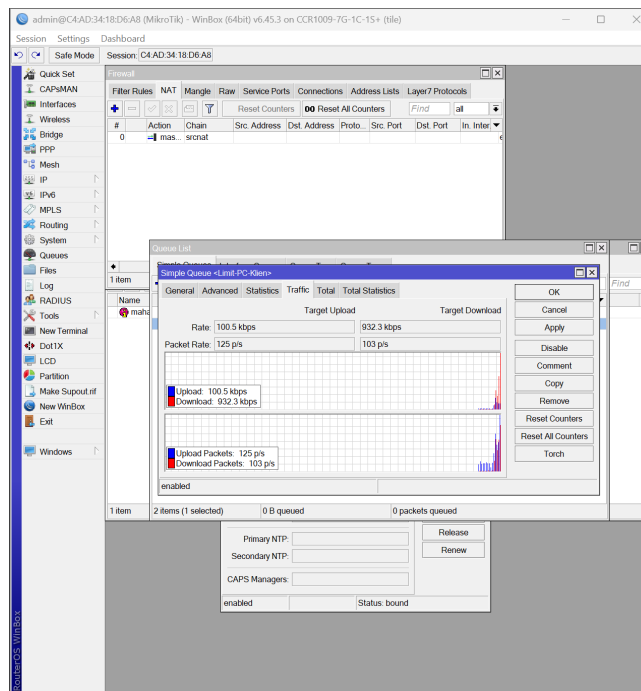 admin@C4:AD:34:18:D6:A8 (MikroTik) - WinBox (64bit) v6.45.3 on CCR1009-7G-1C-1S+ (tile)
Session Settings Dashboard
Safe Mode Session: C4:AD:34:18:D6:A8
Quick Set
CAPsMAN
Interfaces
Wireless
Bridge
PPP
Mesh
IP
IPv6
MPLS
Routing
System
Queues
Files
Log
RADIUS
Tools
New Terminal
Dot1X
LCD
Partition
Make Supout.rif
New WinBox
Exit
Windows
RouterOS WinBox
Firewall
Filter Rules NAT Mangle Raw Service Ports Connections Address Lists Layer7 Protocols
Reset Counters 00 Reset All Counters Find all
# Action Chain Src. Address Dst. Address Proto... Src. Port Dst. Port In. Inter
0 mas... srcnat
1 item
Name
maha
1 item
Queue List
Find
Simple Queue <Limit-PC-Klien>
General Advanced Statistics Traffic Total Total Statistics
Target Upload Target Download
Rate: 100.5 kbps 932.3 kbps
Packet Rate: 125 p/s 103 p/s
Upload: 100.5 kbps
Download: 932.3 kbps
Upload Packets: 125 p/s
Download Packets: 103 p/s
enabled
OK
Cancel
Apply
Disable
Comment
Copy
Remove
Reset Counters
Reset All Counters
Torch
2 items (1 selected) 0 B queued 0 packets queued
Primary NTP:
Secondary NTP:
CAPS Managers:
Release
Renew
enabled Status: bound